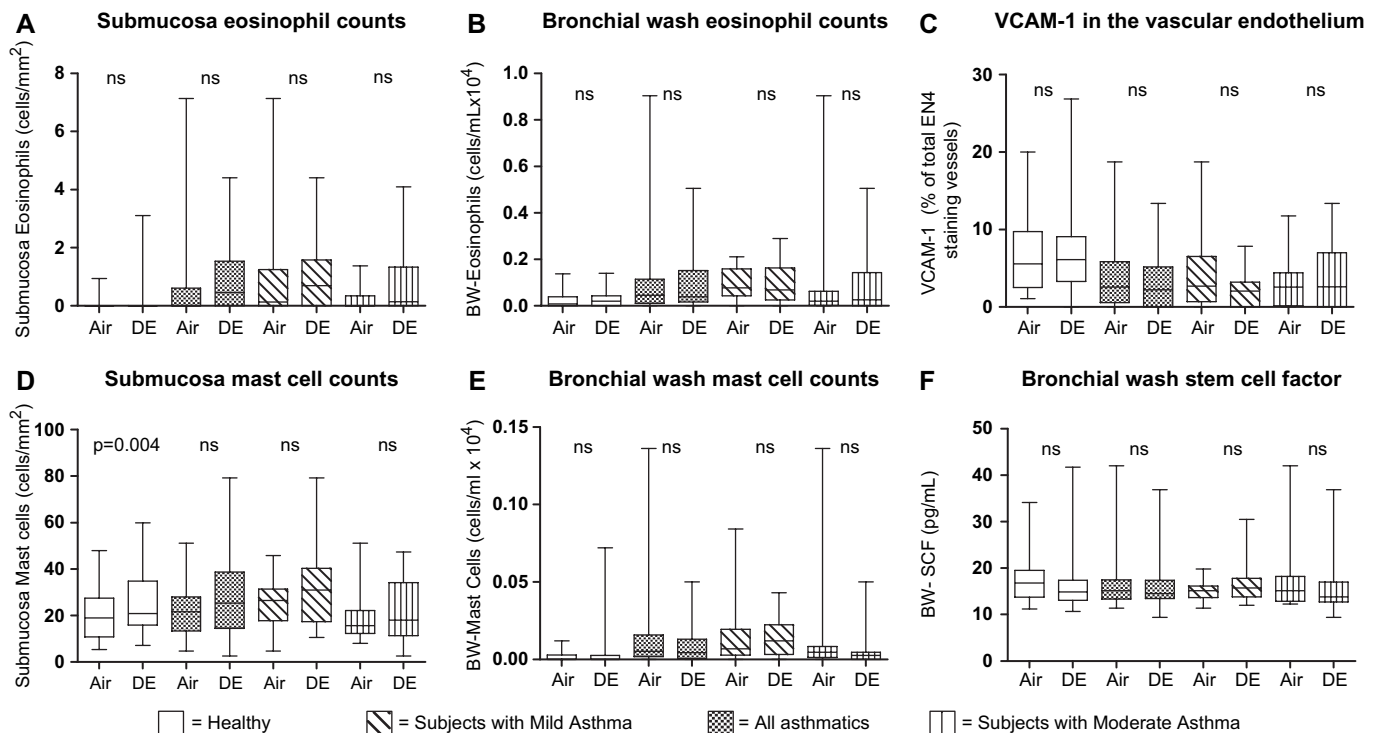 A Submucosa eosinophil counts
Submucosa Eosinophils (cells/mm²)
8
6
4
2
0
ns ns ns ns
Air DE Air DE Air DE Air DE
B Bronchial wash eosinophil counts
BW-Eosinophils (cells/mLx10⁴)
1.0
0.8
0.6
0.4
0.2
0.0
ns ns ns ns
Air DE Air DE Air DE Air DE
C VCAM-1 in the vascular endothelium
VCAM-1 (% of total EN4
staining vessels)
30
20
10
0
ns ns ns ns
Air DE Air DE Air DE Air DE
D Submucosa mast cell counts
Submucosa Mast cells (cells/mm²)
100
80
60
40
20
0
p=0.004 ns ns ns
Air DE Air DE Air DE Air DE
E Bronchial wash mast cell counts
BW-Mast Cells (cells/ml x 10⁴)
0.15
0.10
0.05
0.00
ns ns ns ns
Air DE Air DE Air DE Air DE
F Bronchial wash stem cell factor
BW- SCF (pg/mL)
50
40
30
20
10
0
ns ns ns ns
Air DE Air DE Air DE Air DE
= Healthy = Subjects with Mild Asthma = All asthmatics = Subjects with Moderate Asthma